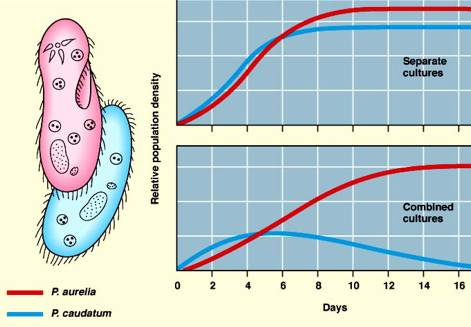 Relative population density
Separate
cultures
Combined
cultures
0 2 4 6 8 10 12 14 16
Days
P. aurelia
P. caudatum